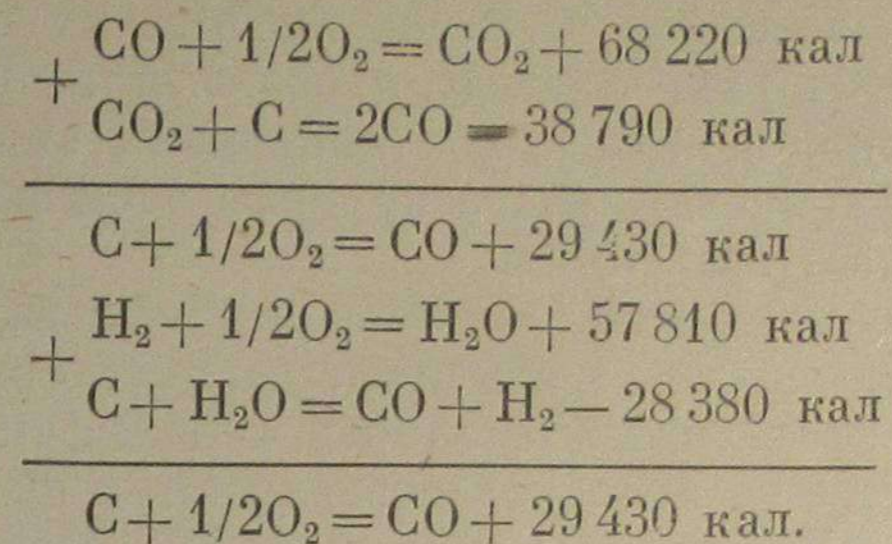 CO + 1/2O₂ = CO₂ + 68 220 кал
+
CO₂ + C = 2CO — 38 790 кал
C + 1/2O₂ = CO + 29 430 кал
H₂ + 1/2O₂ = H₂O + 57 810 кал
+
C + H₂O = CO + H₂ — 28 380 кал
C + 1/2O₂ = CO + 29 430 кал.